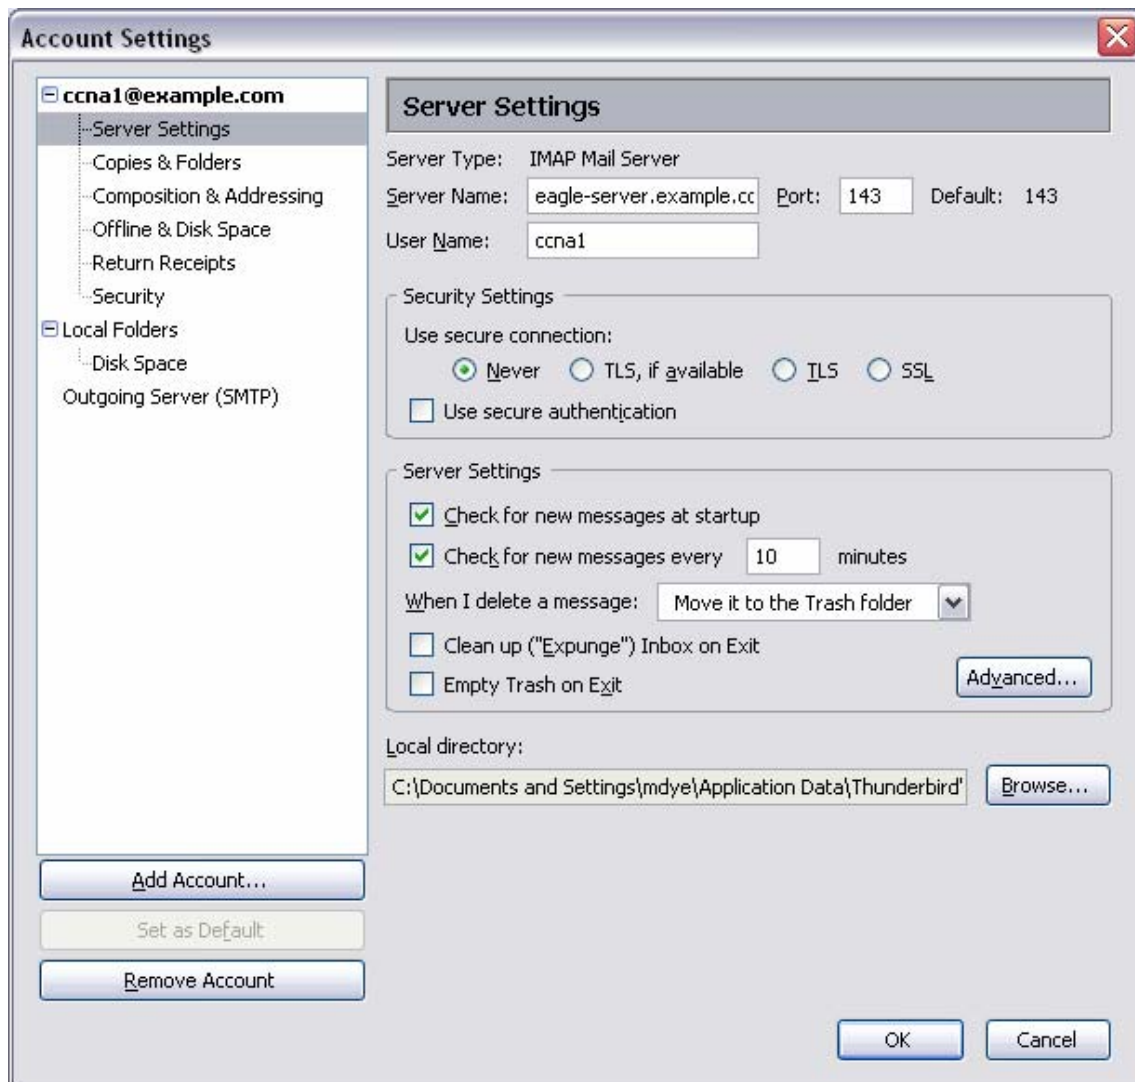 Account Settings
ccna1@example.com
Server Settings
Copies & Folders
Composition & Addressing
Offline & Disk Space
Return Receipts
Security
Local Folders
Disk Space
Outgoing Server (SMTP)
Add Account...
Set as Default
Remove Account
Server Settings
Server Type: IMAP Mail Server
Server Name: eagle-server.example.cc Port: 143 Default: 143
User Name: ccna1
Security Settings
Use secure connection:
Never TLS, if available TLS SSL
Use secure authentication
Server Settings
Check for new messages at startup
Check for new messages every 10 minutes
When I delete a message: Move it to the Trash folder
Clean up ("Expunge") Inbox on Exit
Empty Trash on Exit
Advanced...
Local directory:
C:\Documents and Settings\mdye\Application Data\Thunderbird' Browse...
OK Cancel